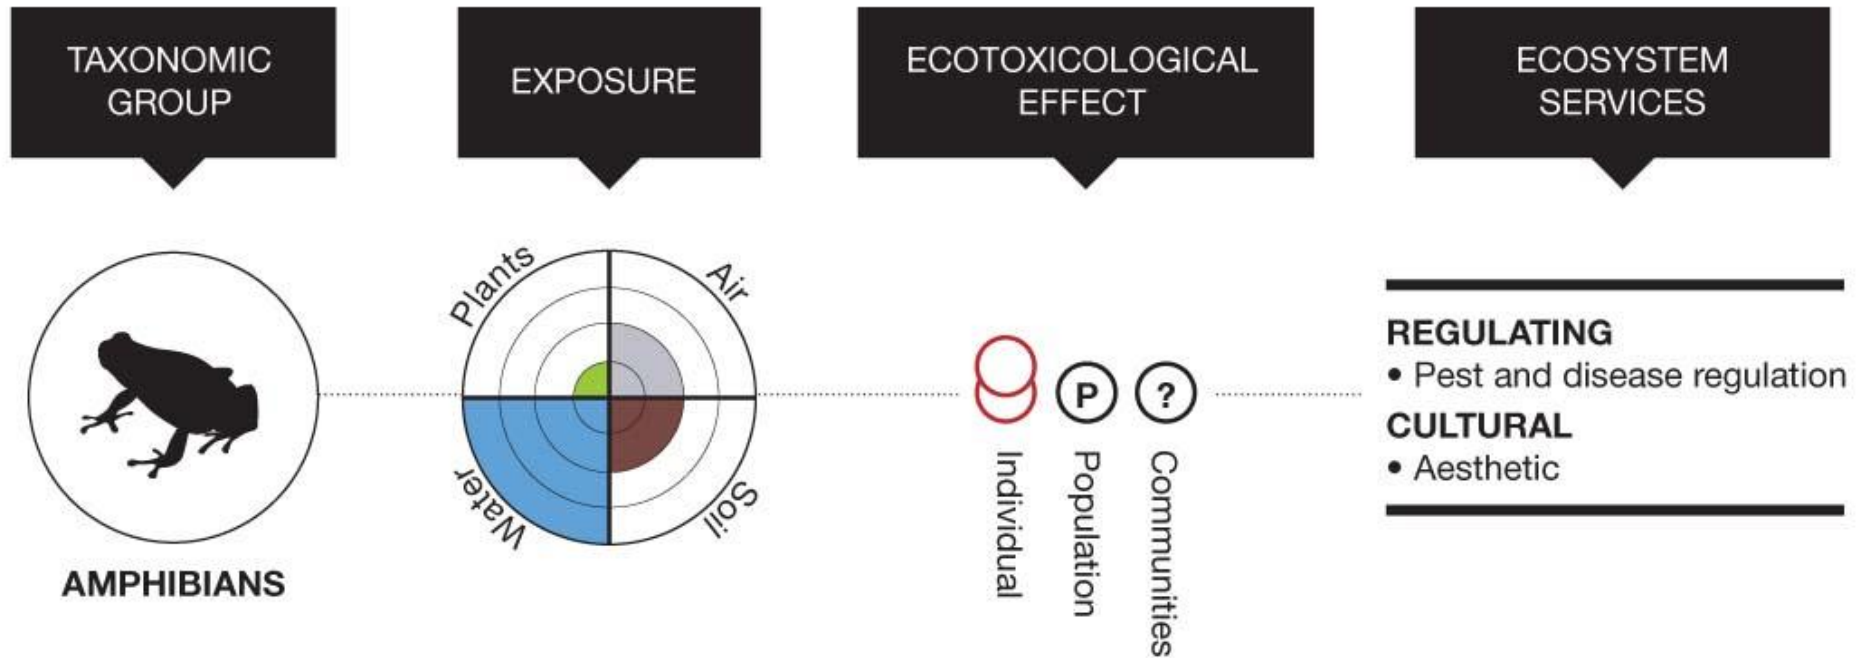 TAXONOMIC
GROUP
EXPOSURE
ECOTOXICOLOGICAL
EFFECT
ECOSYSTEM
SERVICES
Plants
Air
Water
Soil
AMPHIBIANS
P
?
Individual
Population
Communities
REGULATING
• Pest and disease regulation
CULTURAL
• Aesthetic